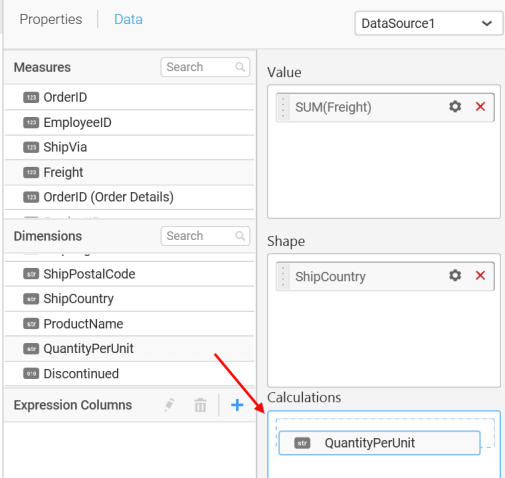 Properties
Data
DataSource1
Measures
Search
123 OrderID
123 EmployeeID
123 ShipVia
123 Freight
123 OrderID (Order Details)
Dimensions
Search
str ShipPostalCode
str ShipCountry
str ProductName
str QuantityPerUnit
010 Discontinued
Expression Columns
Value
SUM(Freight)
Shape
ShipCountry
Calculations
str QuantityPerUnit